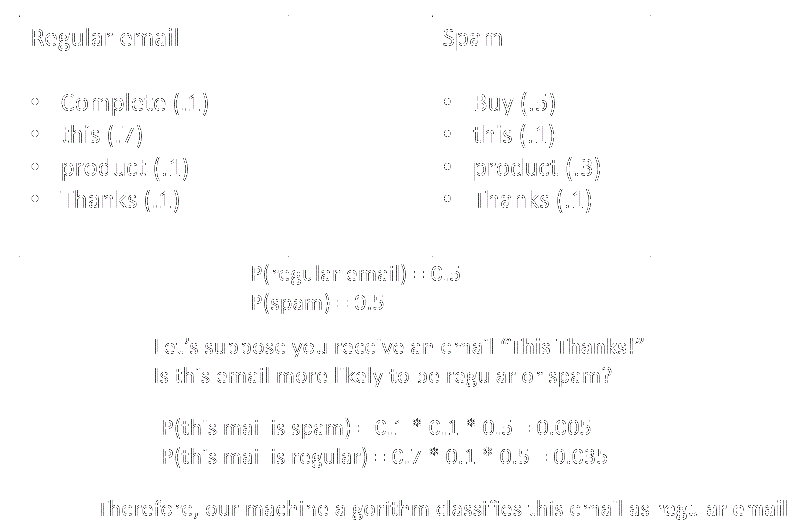 Regular email
Complete (.1)
this (.7)
product (.1)
Thanks (.1)
Spam
Buy (.5)
this (.1)
product (.3)
Thanks (.1)
P(regular email) = 0.5
P(spam) = 0.5
Let's suppose you receive an email "This Thanks!"
Is this email more likely to be regular or spam?
P(this mail is spam) = 0.1 * 0.1 * 0.5 = 0.005
P(this mail is regular) = 0.7 * 0.1 * 0.5 = 0.035
Therefore, our machine algorithm classifies this email as regular email